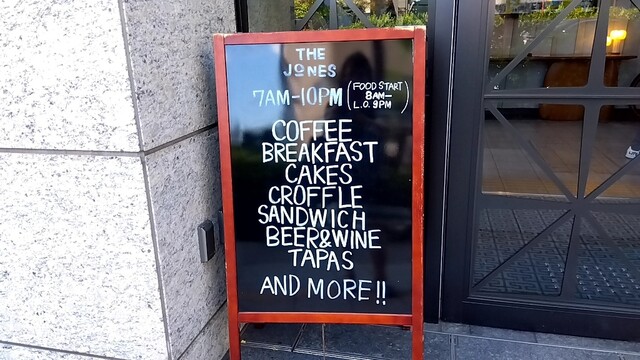 THE
JONES
7AM-10PM (FOOD START
8AM-
L.O. 9PM)
COFFEE
BREAKFAST
CAKES
CROFFLE
SANDWICH
BEER&WINE
TAPAS
AND MORE!!